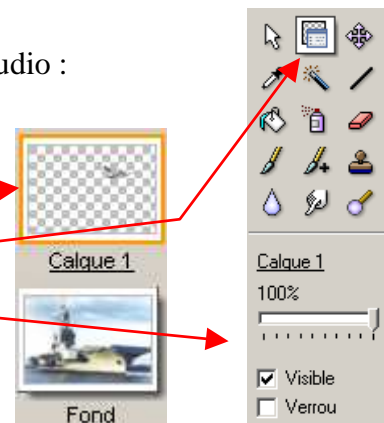 udio :
Calque 1
Fond
Calque 1
100%
Visible
Verrou